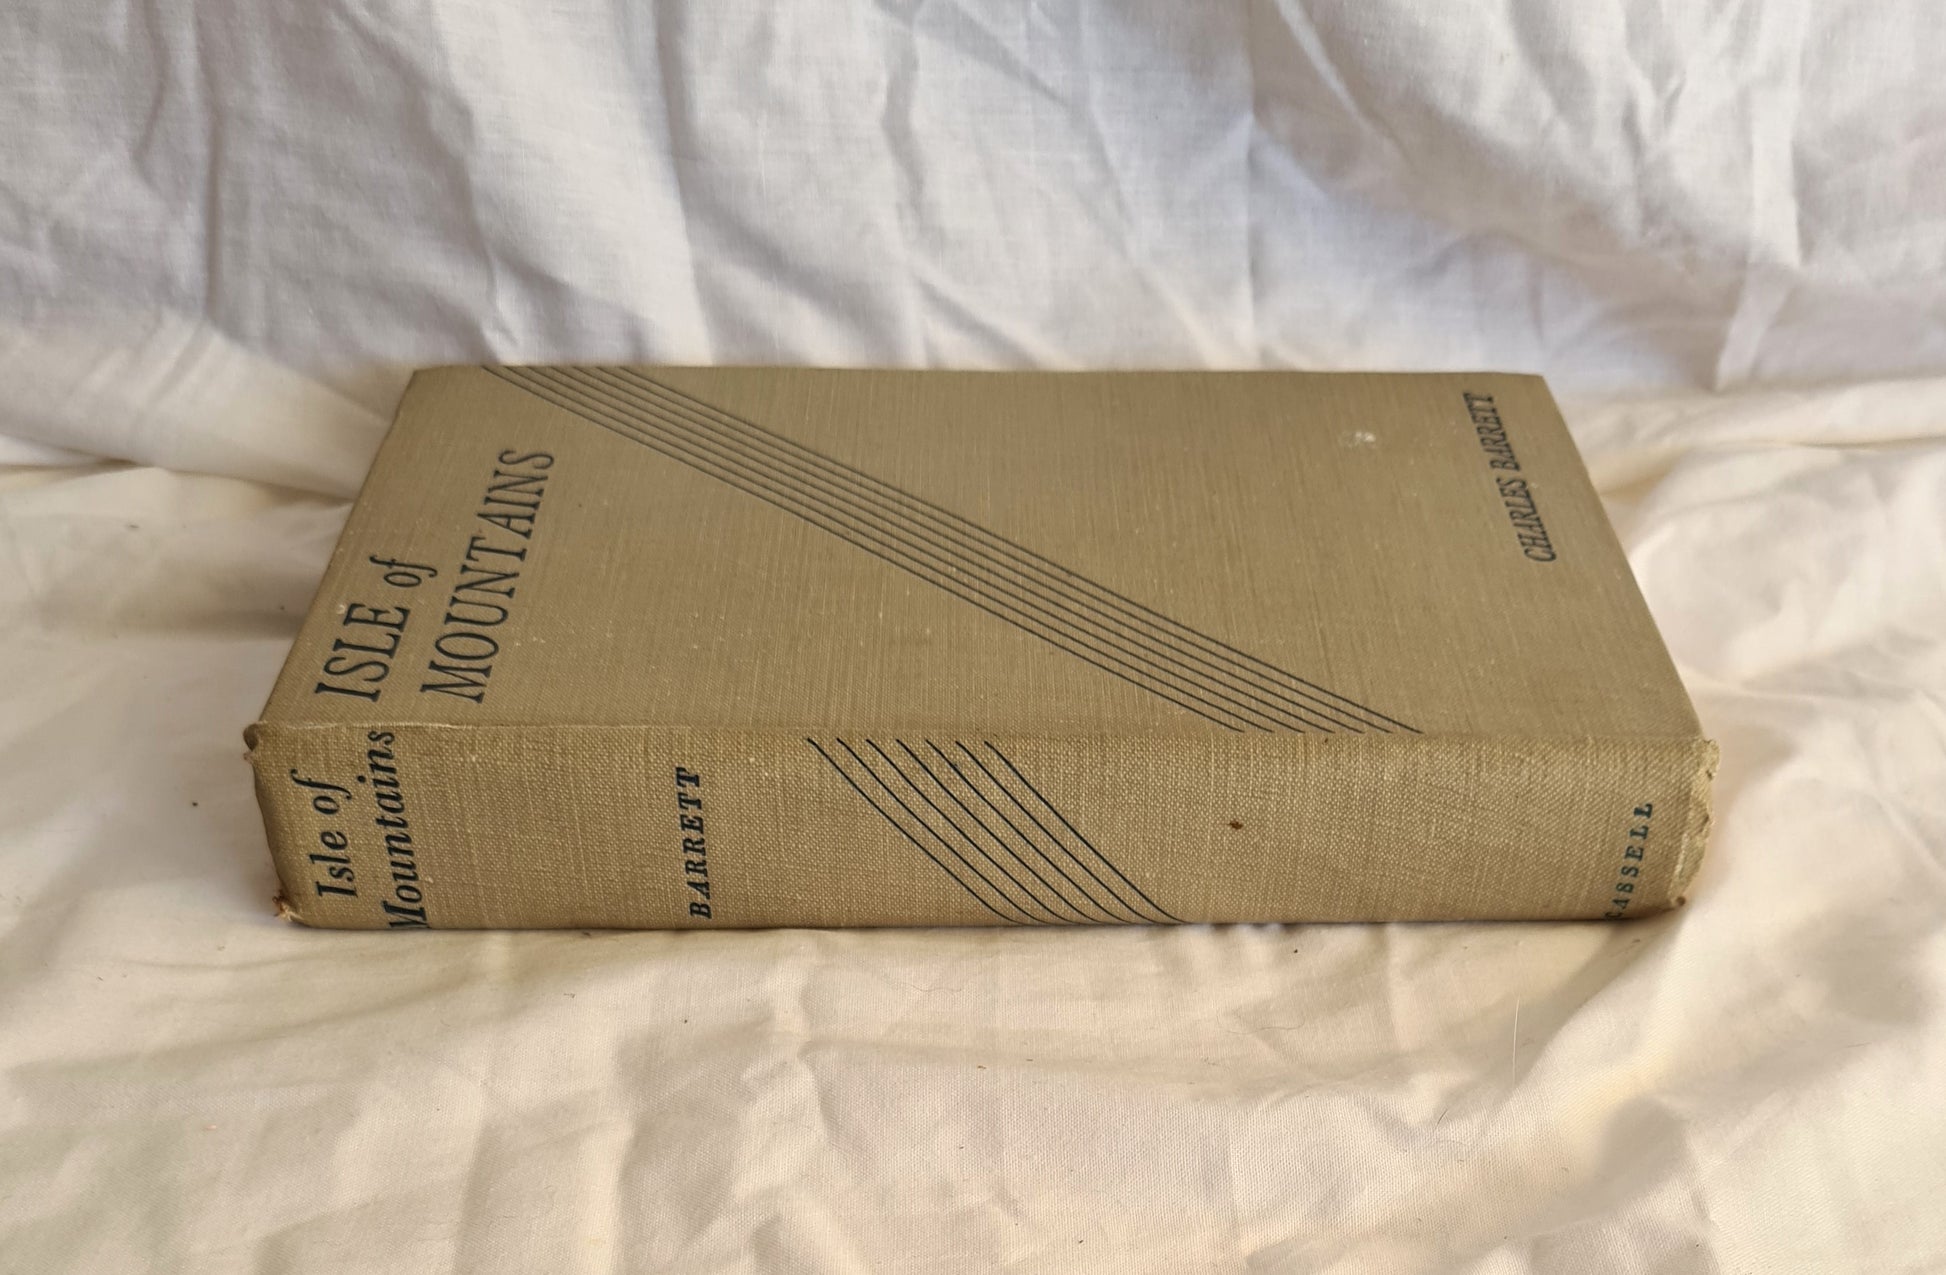 ISLE of
MOUNTAINS
CHARLES BARRETT
Isle of
Mountains
BARRETT
CASSELL